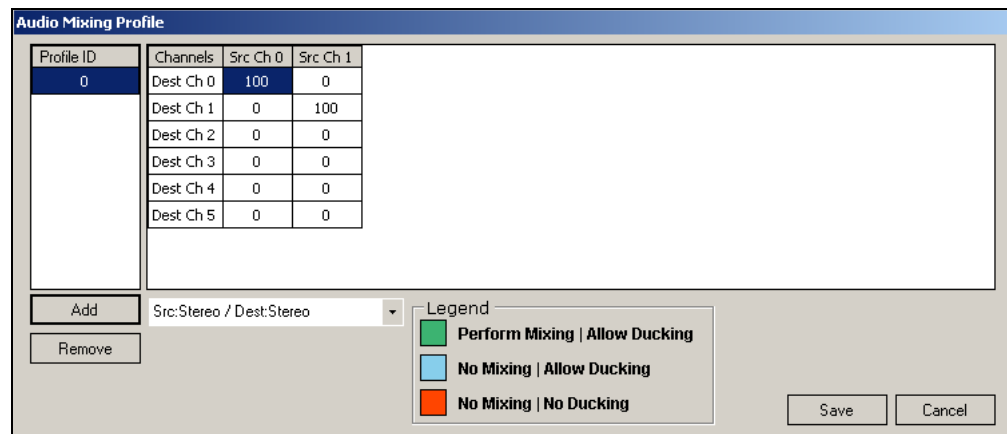 Audio Mixing Profile
Profile ID
0
Channels Src Ch 0 Src Ch 1
Dest Ch 0 100 0
Dest Ch 1 0 100
Dest Ch 2 0 0
Dest Ch 3 0 0
Dest Ch 4 0 0
Dest Ch 5 0 0
Add
Remove
Src:Stereo / Dest:Stereo
Legend
Perform Mixing | Allow Ducking
No Mixing | Allow Ducking
No Mixing | No Ducking
Save Cancel